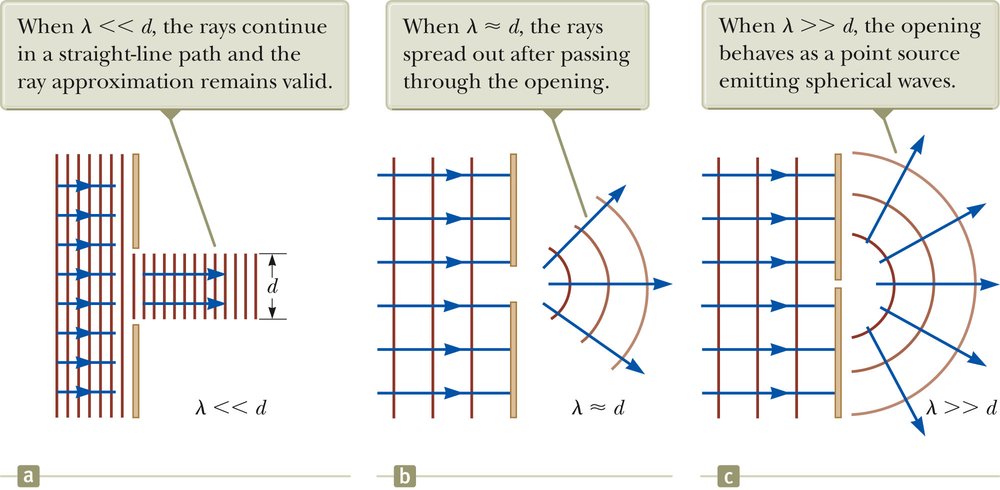 When λ << d, the rays continue
in a straight-line path and the
ray approximation remains valid.
When λ ≈ d, the rays
spread out after passing
through the opening.
When λ >> d, the opening
behaves as a point source
emitting spherical waves.
d
λ << d
λ ≈ d
λ >> d
a
b
c